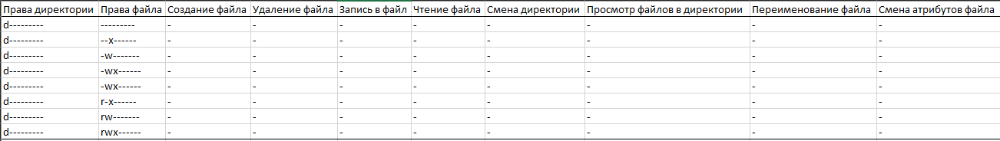 Права директории Права файла Создание файла Удаление файла Запись в файл Чтение файла Смена директории Просмотр файлов в директории Переименование файла Смена атрибутов файла
d--------- --------- - - - - - - - -
d--------- --x------ - - - - - - - -
d--------- -w------- - - - - - - - -
d--------- -wx------ - - - - - - - -
d--------- -wx------ - - - - - - - -
d--------- r-x------ - - - - - - - -
d--------- rw------- - - - - - - - -
d--------- rwx------ - - - - - - - -